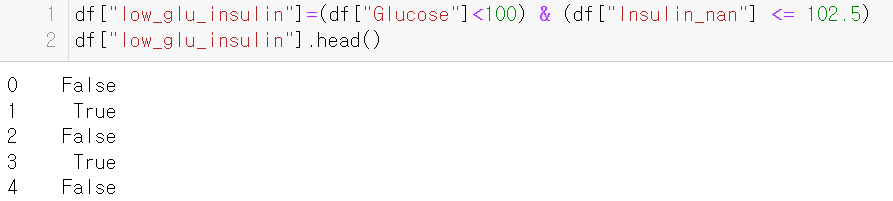 1 df["low_glu_insulin"]=(df["Glucose"]<100) & (df["Insulin_nan"] <= 102.5)
2 df["low_glu_insulin"].head()
0 False
1 True
2 False
3 True
4 False